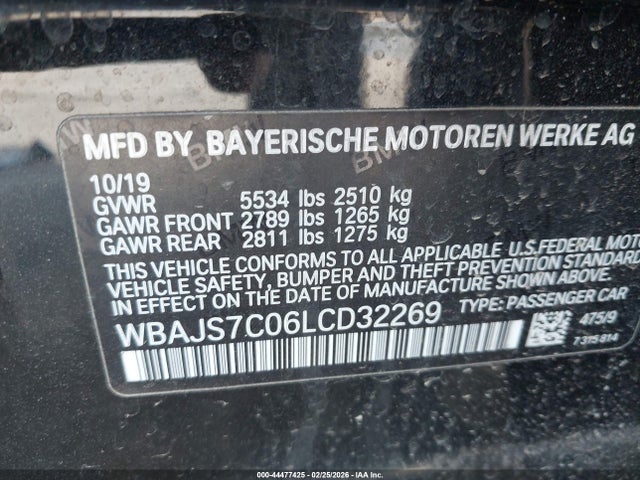 MFD BY BAYERISCHE MOTOREN WERKE AG
10/19
GVWR 5534 lbs 2510 kg
GAWR FRONT 2789 lbs 1265 kg
GAWR REAR 2811 lbs 1275 kg
THIS VEHICLE CONFORMS TO ALL APPLICABLE U.S.FEDERAL MOTO
VEHICLE SAFETY, BUMPER AND THEFT PREVENTION STANDARD
IN EFFECT ON THE DATE OF MANUFACTURE SHOWN ABOVE.
WBAJS7C06LCD32269 TYPE: PASSENGER CAR
475/9
7315814
000-44477425 - 02/25/2026 - IAA Inc.